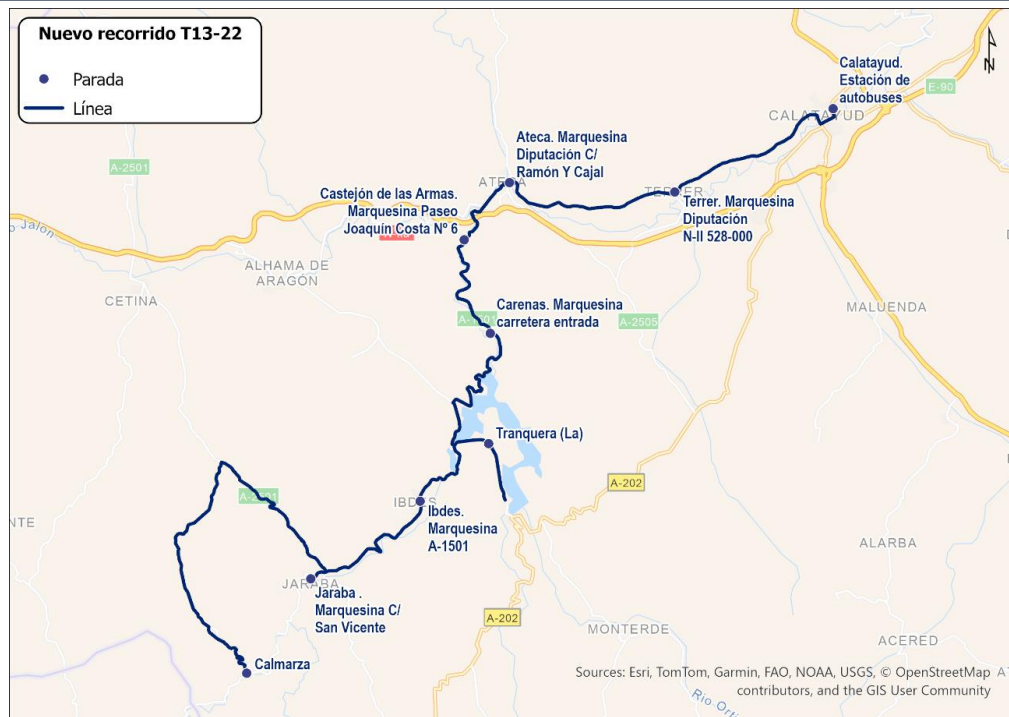 Nuevo recorrido T13-22
Parada
Línea
N
Calatayud.
Estación de
autobuses
E-90
CALATAYUD
Ateca. Marquesina
Diputación C/
Ramón Y Cajal
A-2501
ATECA
TERRER
Castejón de las Armas.
Marquesina Paseo
Joaquín Costa Nº 6
Terrer. Marquesina
Diputación
N-II 528-000
Jalón
ALHAMA DE
ARAGÓN
CETINA
MALUENDA
Carenas. Marquesina
carretera entrada
A-2505
Tranquera (La)
A-202
IBDES
Ibdes.
Marquesina
A-1501
NTE
ALARBA
JARABA
Jaraba .
Marquesina C/
San Vicente
A-202
MONTERDE
ACERED
Calmarza
Sources: Esri, TomTom, Garmin, FAO, NOAA, USGS, © OpenStreetMap
contributors, and the GIS User Community
Río Orti